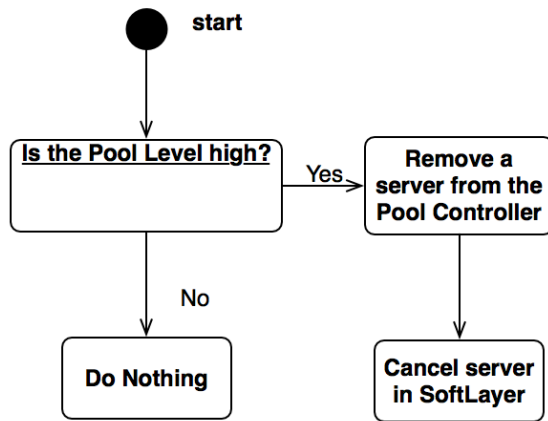 start
Is the Pool Level high?
Yes
Remove a
server from the
Pool Controller
No
Do Nothing
Cancel server
in SoftLayer